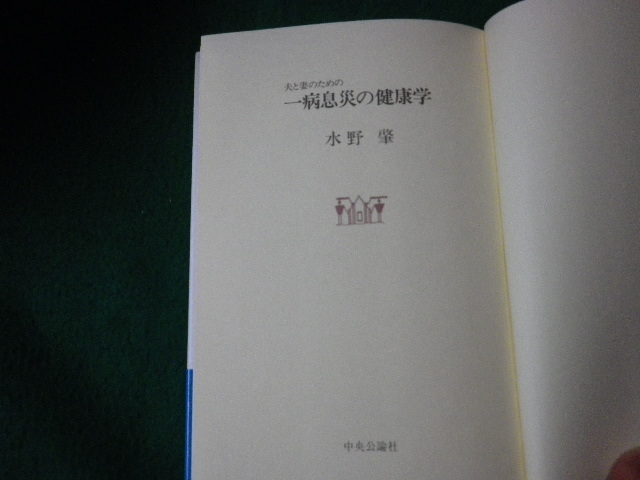 夫と妻のための
一病息災の健康学
水野 肇
中央公論社